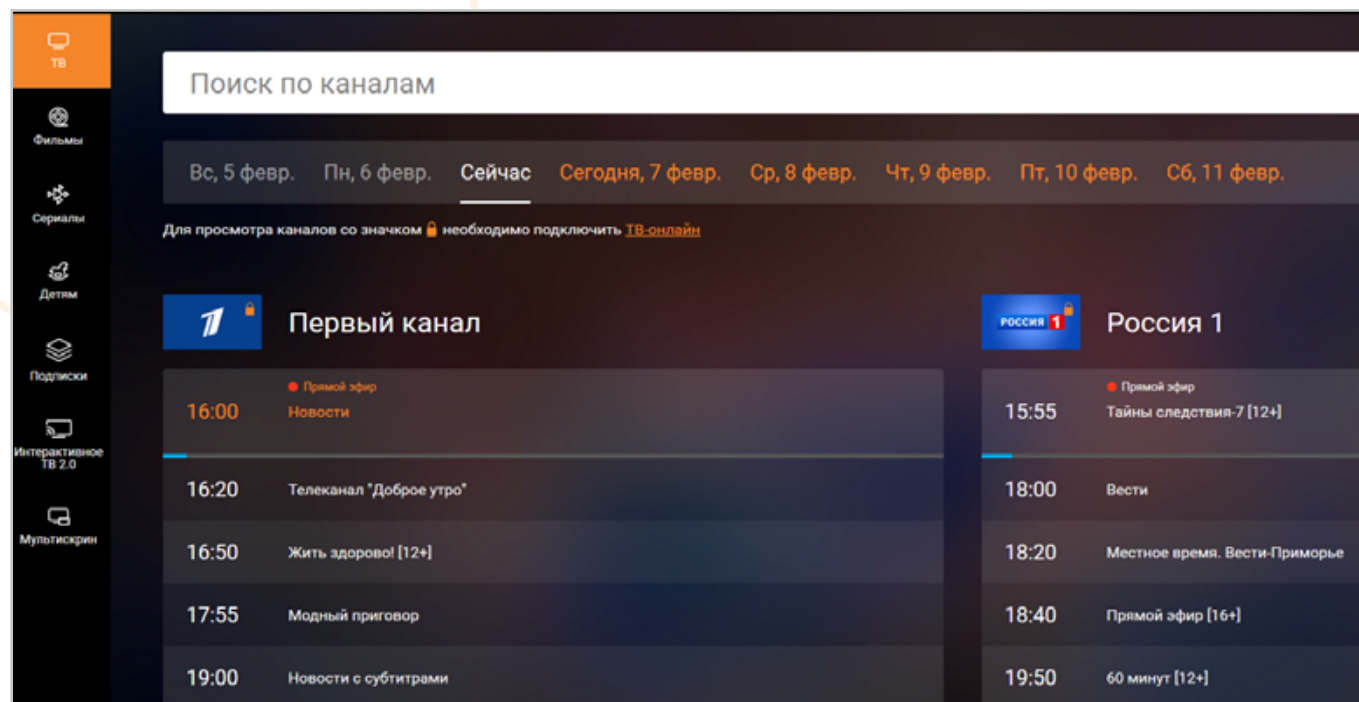 ТВ
Фильмы
Сериалы
Детям
Подписки
Интерактивное
ТВ 2.0
Мультискрин
Поиск по каналам
Вс, 5 февр. Пн, 6 февр. Сейчас Сегодня, 7 февр. Ср, 8 февр. Чт, 9 февр. Пт, 10 февр. Сб, 11 февр.
Для просмотра каналов со значком необходимо подключить ТВ-онлайн
1 Первый канал
Прямой эфир
16:00 Новости
16:20 Телеканал "Доброе утро"
16:50 Жить здорово! [12+]
17:55 Модный приговор
19:00 Новости с субтитрами
РОССИЯ 1 Россия 1
Прямой эфир
15:55 Тайны следствия-7 [12+]
18:00 Вести
18:20 Местное время. Вести-Приморье
18:40 Прямой эфир [16+]
19:50 60 минут [12+]